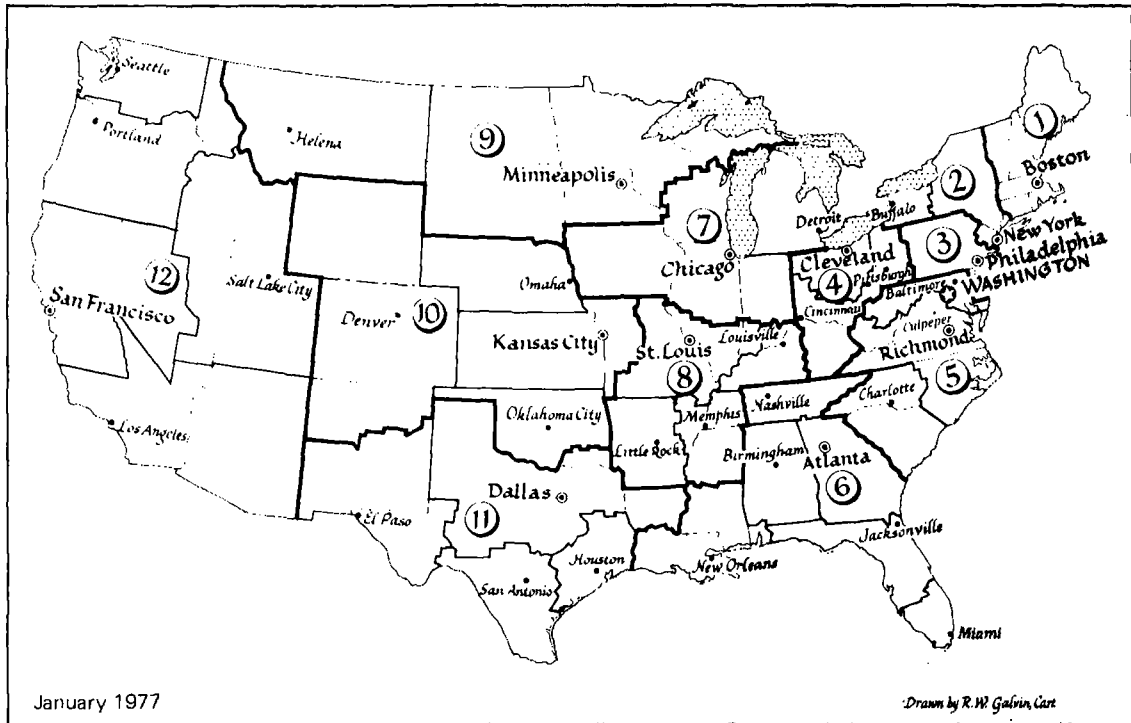 Seattle
Portland
Helena
9
1
Minneapolis
Boston
2
Detroit
Buffalo
7
3
New York
Philadelphia
WASHINGTON
Cleveland
Pittsburgh
Baltimore
Chicago
4
12
Salt Lake City
Omaha
Cincinnati
San Francisco
Denver
10
Culpeper
Kansas City
St. Louis
Louisville
Richmond
8
5
Charlotte
Nashville
Oklahoma City
Memphis
Los Angeles
Little Rock
Birmingham
Atlanta
6
Dallas
11
El Paso
Jacksonville
Houston
New Orleans
San Antonio
Miami
January 1977
Drawn by R.W. Galvin, Cart